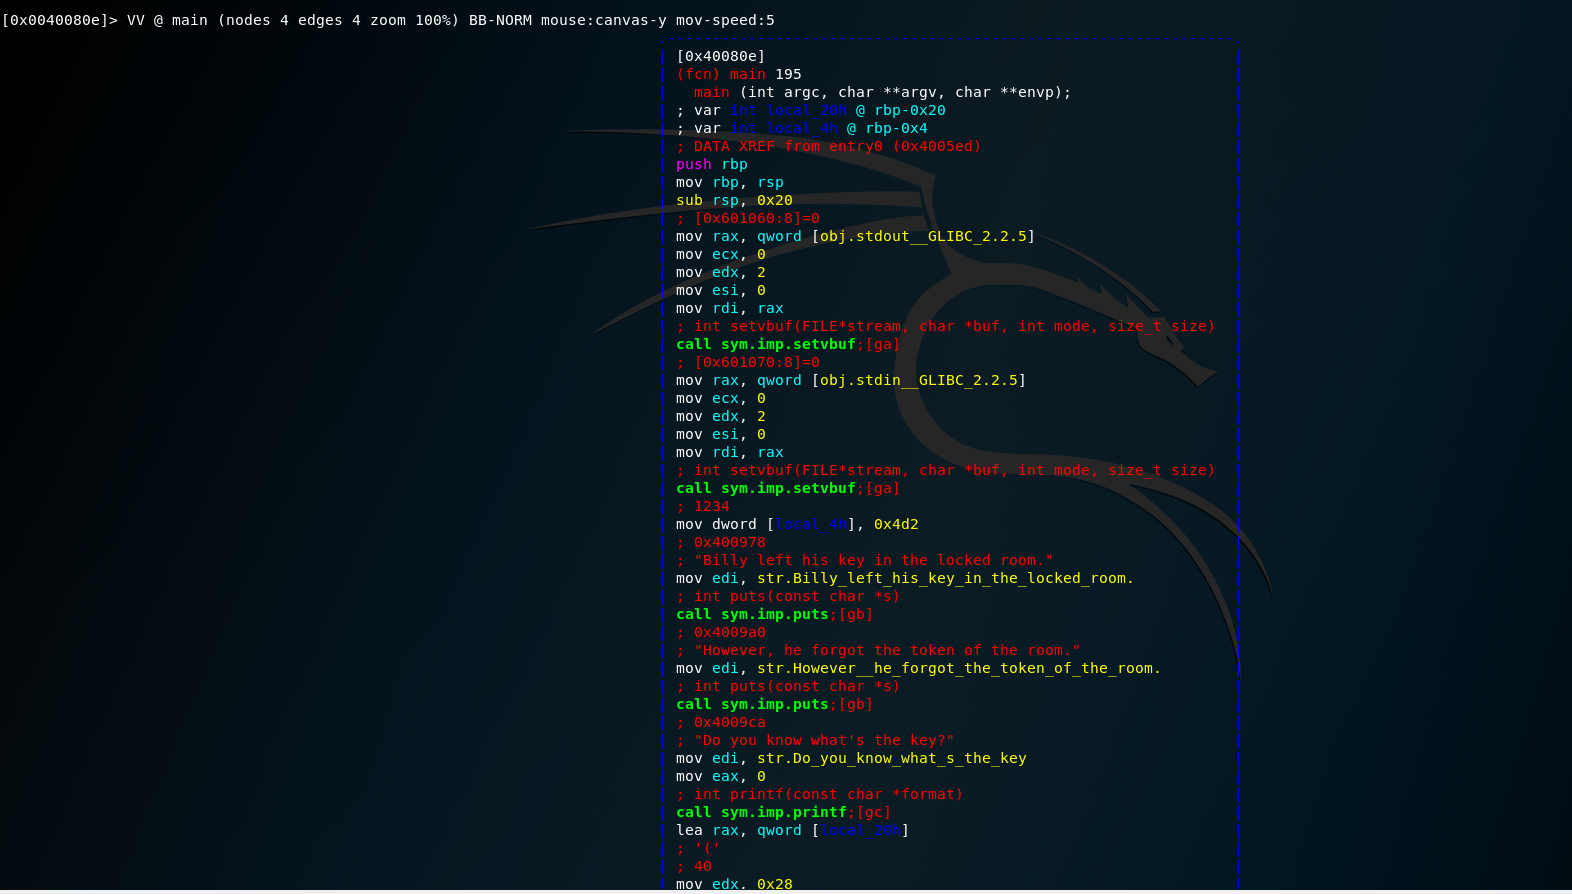 [0x0040080e]> VV @ main (nodes 4 edges 4 zoom 100%) BB-NORM mouse:canvas-y mov-speed:5
[0x40080e]
(fcn) main 195
main (int argc, char **argv, char **envp);
; var int local_20h @ rbp-0x20
; var int local_4h @ rbp-0x4
; DATA XREF from entry0 (0x4005ed)
push rbp
mov rbp, rsp
sub rsp, 0x20
; [0x601060:8]=0
mov rax, qword [obj.stdout__GLIBC_2.2.5]
mov ecx, 0
mov edx, 2
mov esi, 0
mov rdi, rax
; int setvbuf(FILE*stream, char *buf, int mode, size_t size)
call sym.imp.setvbuf;[ga]
; [0x601070:8]=0
mov rax, qword [obj.stdin__GLIBC_2.2.5]
mov ecx, 0
mov edx, 2
mov esi, 0
mov rdi, rax
; int setvbuf(FILE*stream, char *buf, int mode, size_t size)
call sym.imp.setvbuf;[ga]
; 1234
mov dword [local_4h], 0x4d2
; 0x400978
; "Billy left his key in the locked room."
mov edi, str.Billy_left_his_key_in_the_locked_room.
; int puts(const char *s)
call sym.imp.puts;[gb]
; 0x4009a0
; "However, he forgot the token of the room."
mov edi, str.However__he_forgot_the_token_of_the_room.
; int puts(const char *s)
call sym.imp.puts;[gb]
; 0x4009ca
; "Do you know what's the key?"
mov edi, str.Do_you_know_what_s_the_key
mov eax, 0
; int printf(const char *format)
call sym.imp.printf;[gc]
lea rax, qword [local_20h]
; '('
; 40
mov edx, 0x28